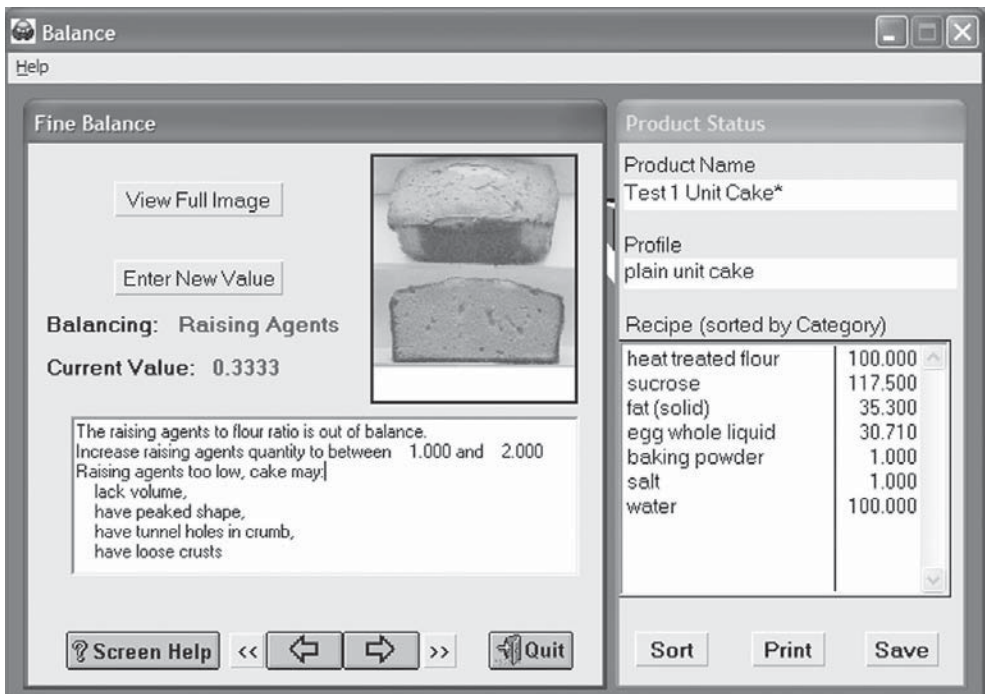 Balance
Help
Fine Balance
View Full Image
Enter New Value
Balancing: Raising Agents
Current Value: 0.3333
The raising agents to flour ratio is out of balance.
Increase raising agents quantity to between 1.000 and 2.000
Raising agents too low, cake may:
lack volume,
have peaked shape,
have tunnel holes in crumb,
have loose crusts
? Screen Help << >> Quit
Product Status
Product Name
Test 1 Unit Cake*
Profile
plain unit cake
Recipe (sorted by Category)
heat treated flour 100.000
sucrose 117.500
fat (solid) 35.300
egg whole liquid 30.710
baking powder 1.000
salt 1.000
water 100.000
Sort Print Save